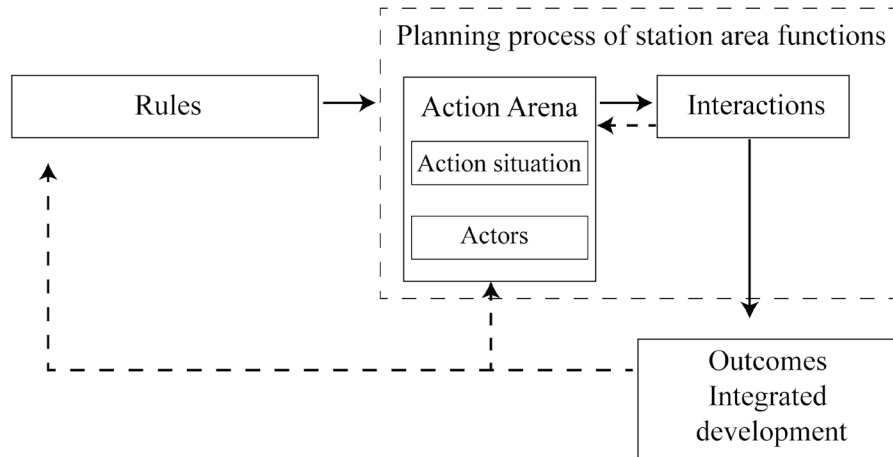 Planning process of station area functions
Rules
Action Arena
Interactions
Action situation
Actors
Outcomes
Integrated
development